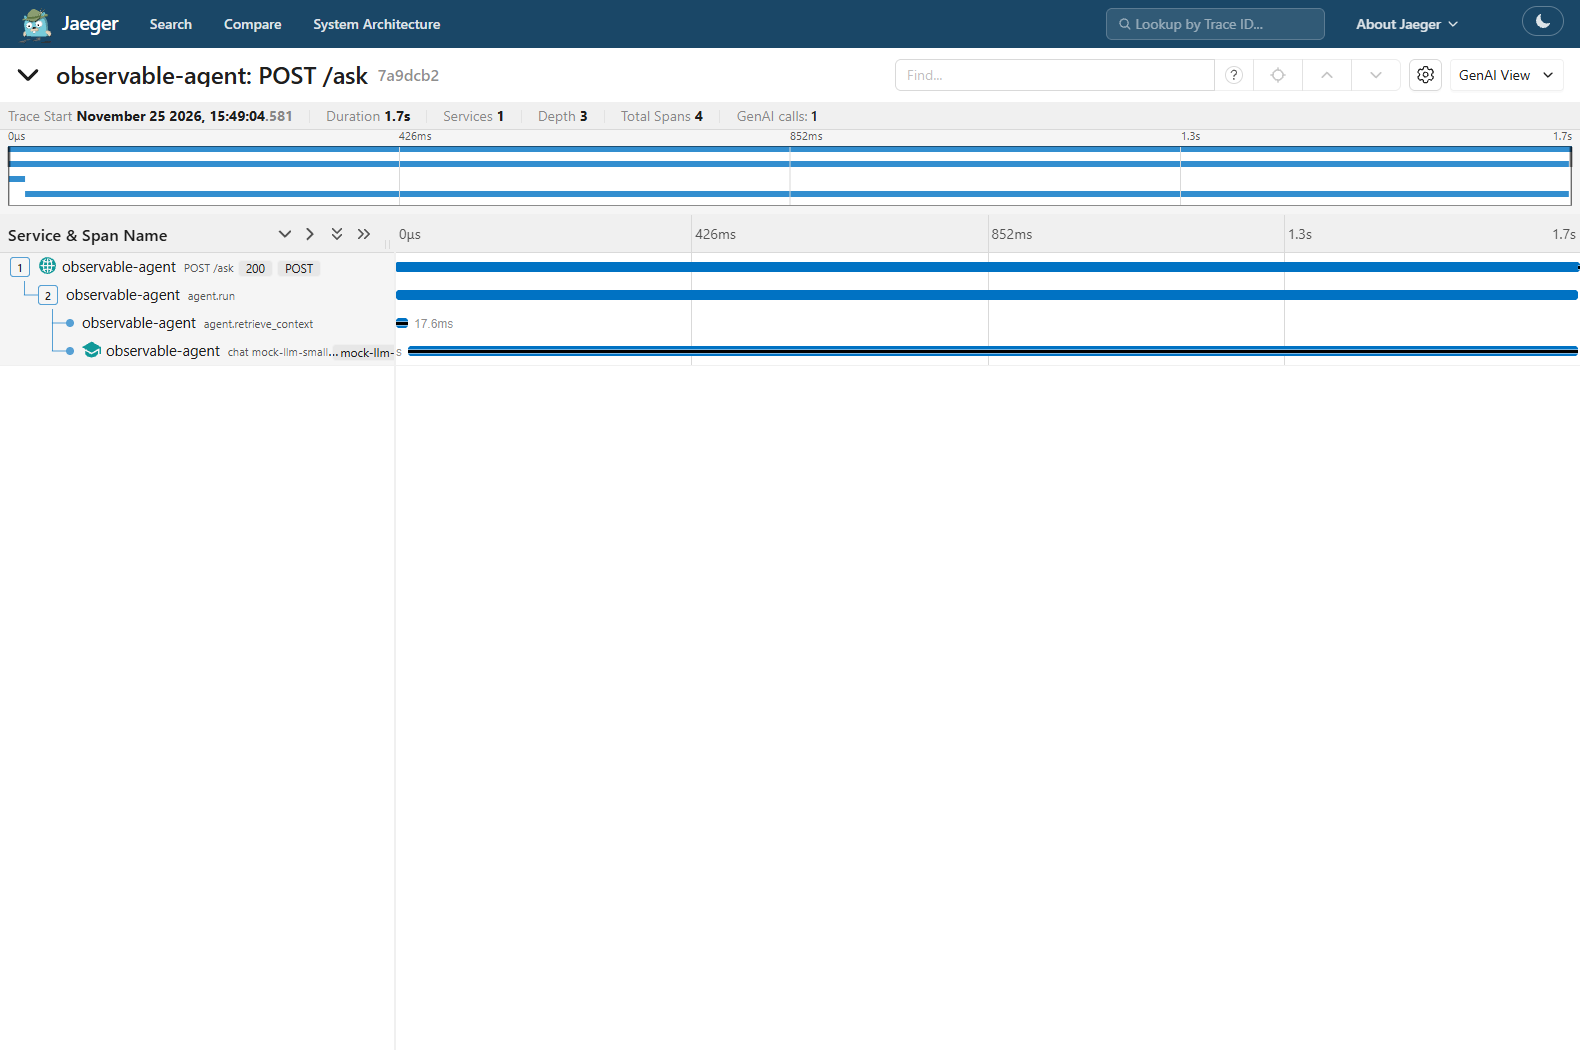 Jaeger Search Compare System Architecture Lookup by Trace ID... About Jaeger
observable-agent: POST /ask 7a9dcb2 Find... ? GenAI View
Trace Start November 25 2026, 15:49:04.581 Duration 1.7s Services 1 Depth 3 Total Spans 4 GenAI calls: 1
0μs 426ms 852ms 1.3s 1.7s
Service & Span Name 0μs 426ms 852ms 1.3s 1.7s
1 observable-agent POST /ask 200 POST
2 observable-agent agent.run
observable-agent agent.retrieve_context 17.6ms
observable-agent chat mock-llm-small... mock-llm-s